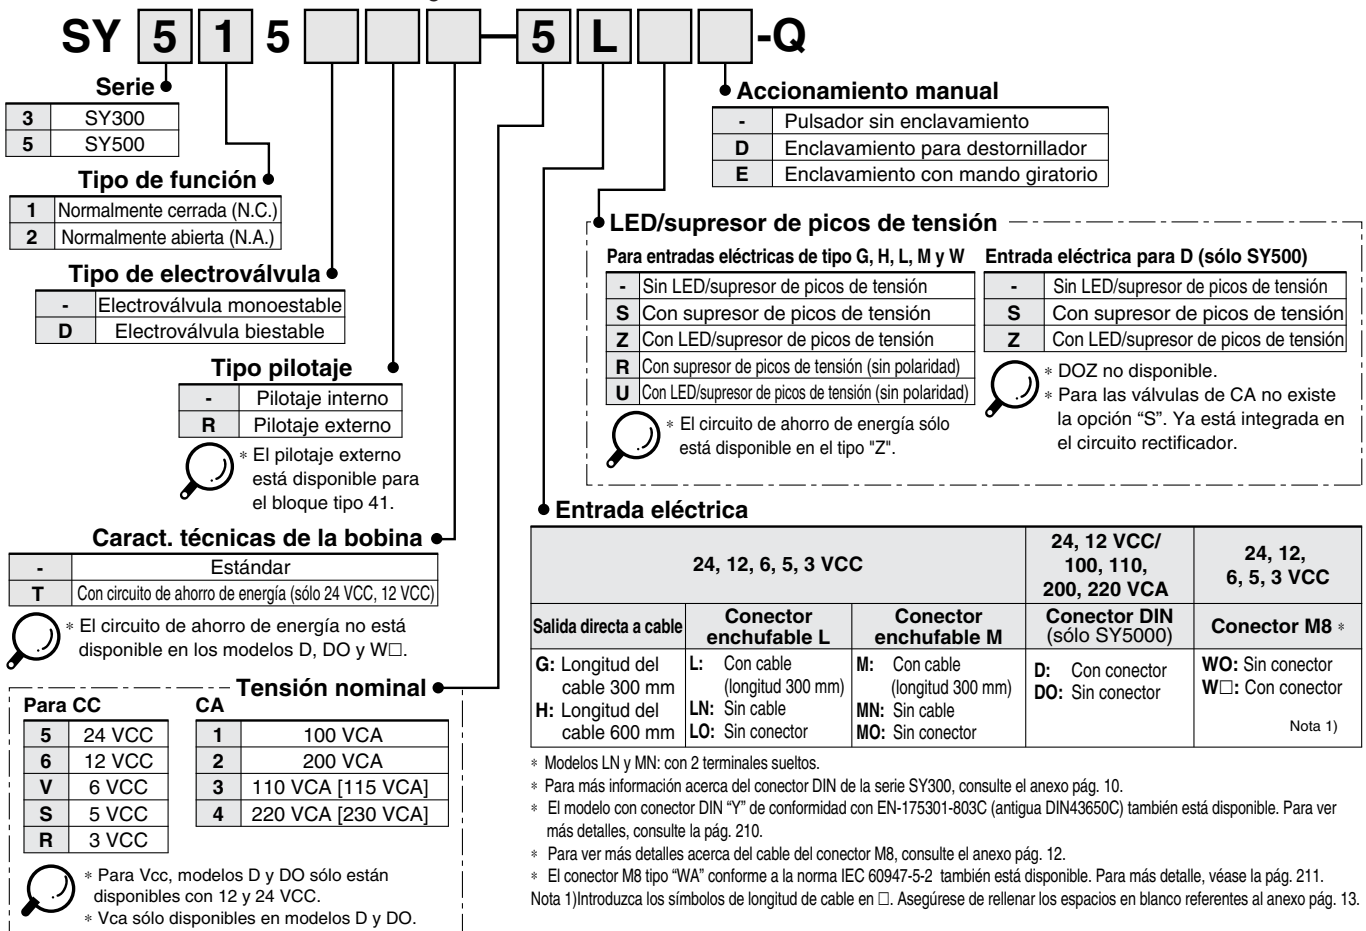 SY 5 1 5 - 5 L -Q
Serie
3 SY300
5 SY500
Tipo de función
1 Normalmente cerrada (N.C.)
2 Normalmente abierta (N.A.)
Tipo de electroválvula
- Electroválvula monoestable
D Electroválvula biestable
Tipo pilotaje
- Pilotaje interno
R Pilotaje externo
* El pilotaje externo
está disponible para
el bloque tipo 41.
Caract. técnicas de la bobina
- Estándar
T Con circuito de ahorro de energía (sólo 24 VCC, 12 VCC)
* El circuito de ahorro de energía no está
disponible en los modelos D, DO y W□.
Tensión nominal
Para CC
5 24 VCC
6 12 VCC
V 6 VCC
S 5 VCC
R 3 VCC
CA
1 100 VCA
2 200 VCA
3 110 VCA [115 VCA]
4 220 VCA [230 VCA]
* Para Vcc, modelos D y DO sólo están
disponibles con 12 y 24 VCC.
* Vca sólo disponibles en modelos D y DO.
Accionamiento manual
- Pulsador sin enclavamiento
D Enclavamiento para destornillador
E Enclavamiento con mando giratorio
LED/supresor de picos de tensión
Para entradas eléctricas de tipo G, H, L, M y W
- Sin LED/supresor de picos de tensión
S Con supresor de picos de tensión
Z Con LED/supresor de picos de tensión
R Con supresor de picos de tensión (sin polaridad)
U Con LED/supresor de picos de tensión (sin polaridad)
* El circuito de ahorro de energía sólo
está disponible en el tipo "Z".
Entrada eléctrica para D (sólo SY500)
- Sin LED/supresor de picos de tensión
S Con supresor de picos de tensión
Z Con LED/supresor de picos de tensión
* DOZ no disponible.
* Para las válvulas de CA no existe
la opción “S”. Ya está integrada en
el circuito rectificador.
Entrada eléctrica
24, 12, 6, 5, 3 VCC
24, 12 VCC/
100, 110,
200, 220 VCA
24, 12,
6, 5, 3 VCC
Salida directa a cable
Conector
enchufable L
Conector
enchufable M
Conector DIN
(sólo SY5000)
Conector M8 *
G: Longitud del
cable 300 mm
H: Longitud del
cable 600 mm
L: Con cable
(longitud 300 mm)
LN: Sin cable
LO: Sin conector
M: Con cable
(longitud 300 mm)
MN: Sin cable
MO: Sin conector
D: Con conector
DO: Sin conector
WO: Sin conector
W□: Con conector
Nota 1)
* Modelos LN y MN: con 2 terminales sueltos.
* Para más información acerca del conector DIN de la serie SY300, consulte el anexo pág. 10.
* El modelo con conector DIN “Y” de conformidad con EN-175301-803C (antigua DIN43650C) también está disponible. Para ver
más detalles, consulte la pág. 210.
* Para ver más detalles acerca del cable del conector M8, consulte el anexo pág. 12.
* El conector M8 tipo “WA” conforme a la norma IEC 60947-5-2 también está disponible. Para más detalle, véase la pág. 211.
Nota 1)Introduzca los símbolos de longitud de cable en □. Asegúrese de rellenar los espacios en blanco referentes al anexo pág. 13.